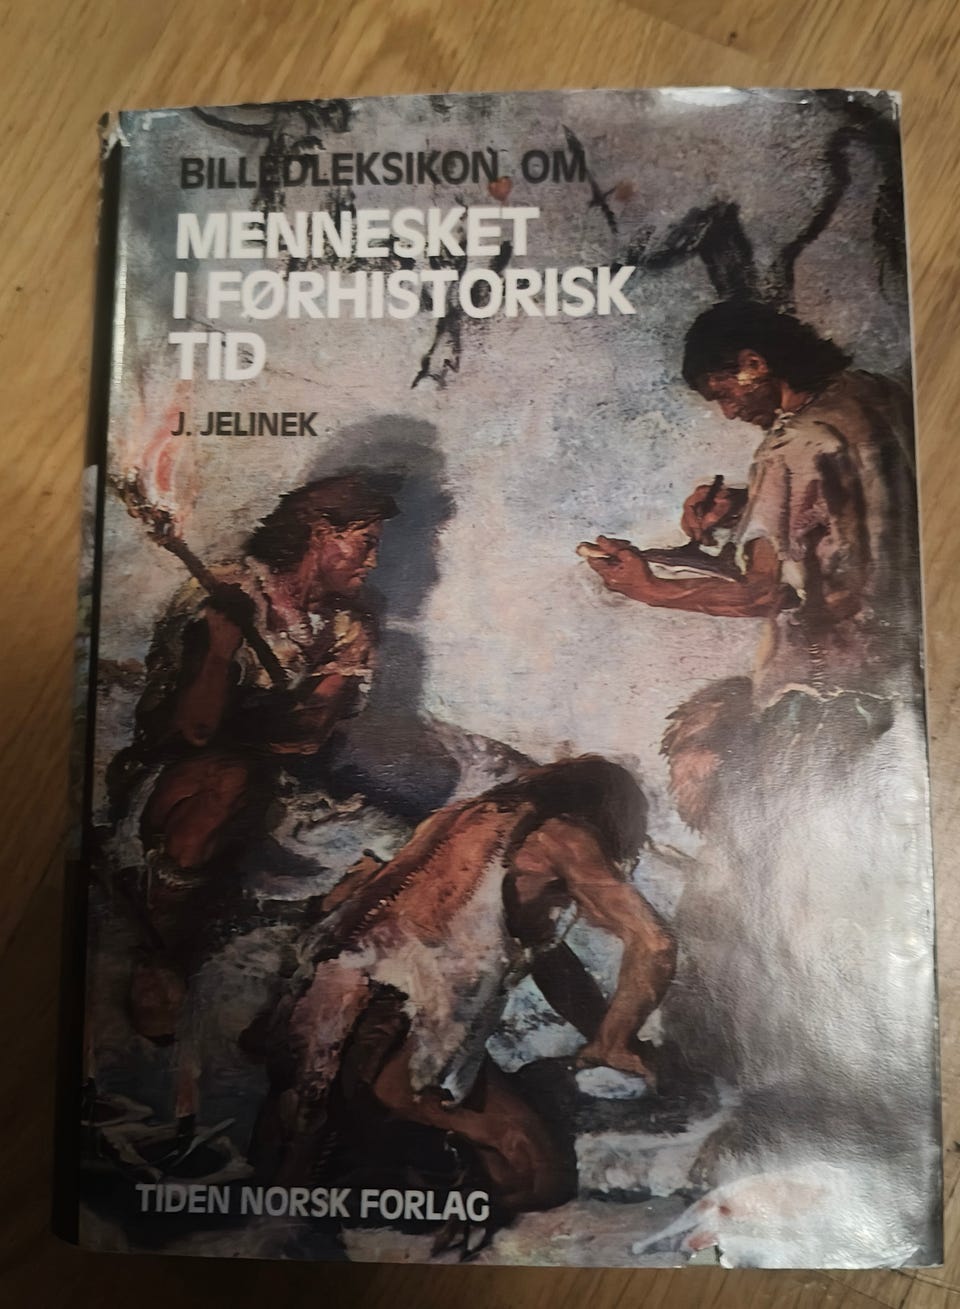 BILLEDLEKSIKON OM
MENNESKET
I FØRHISTORISK
TID
J. JELINEK
TIDEN NORSK FORLAG